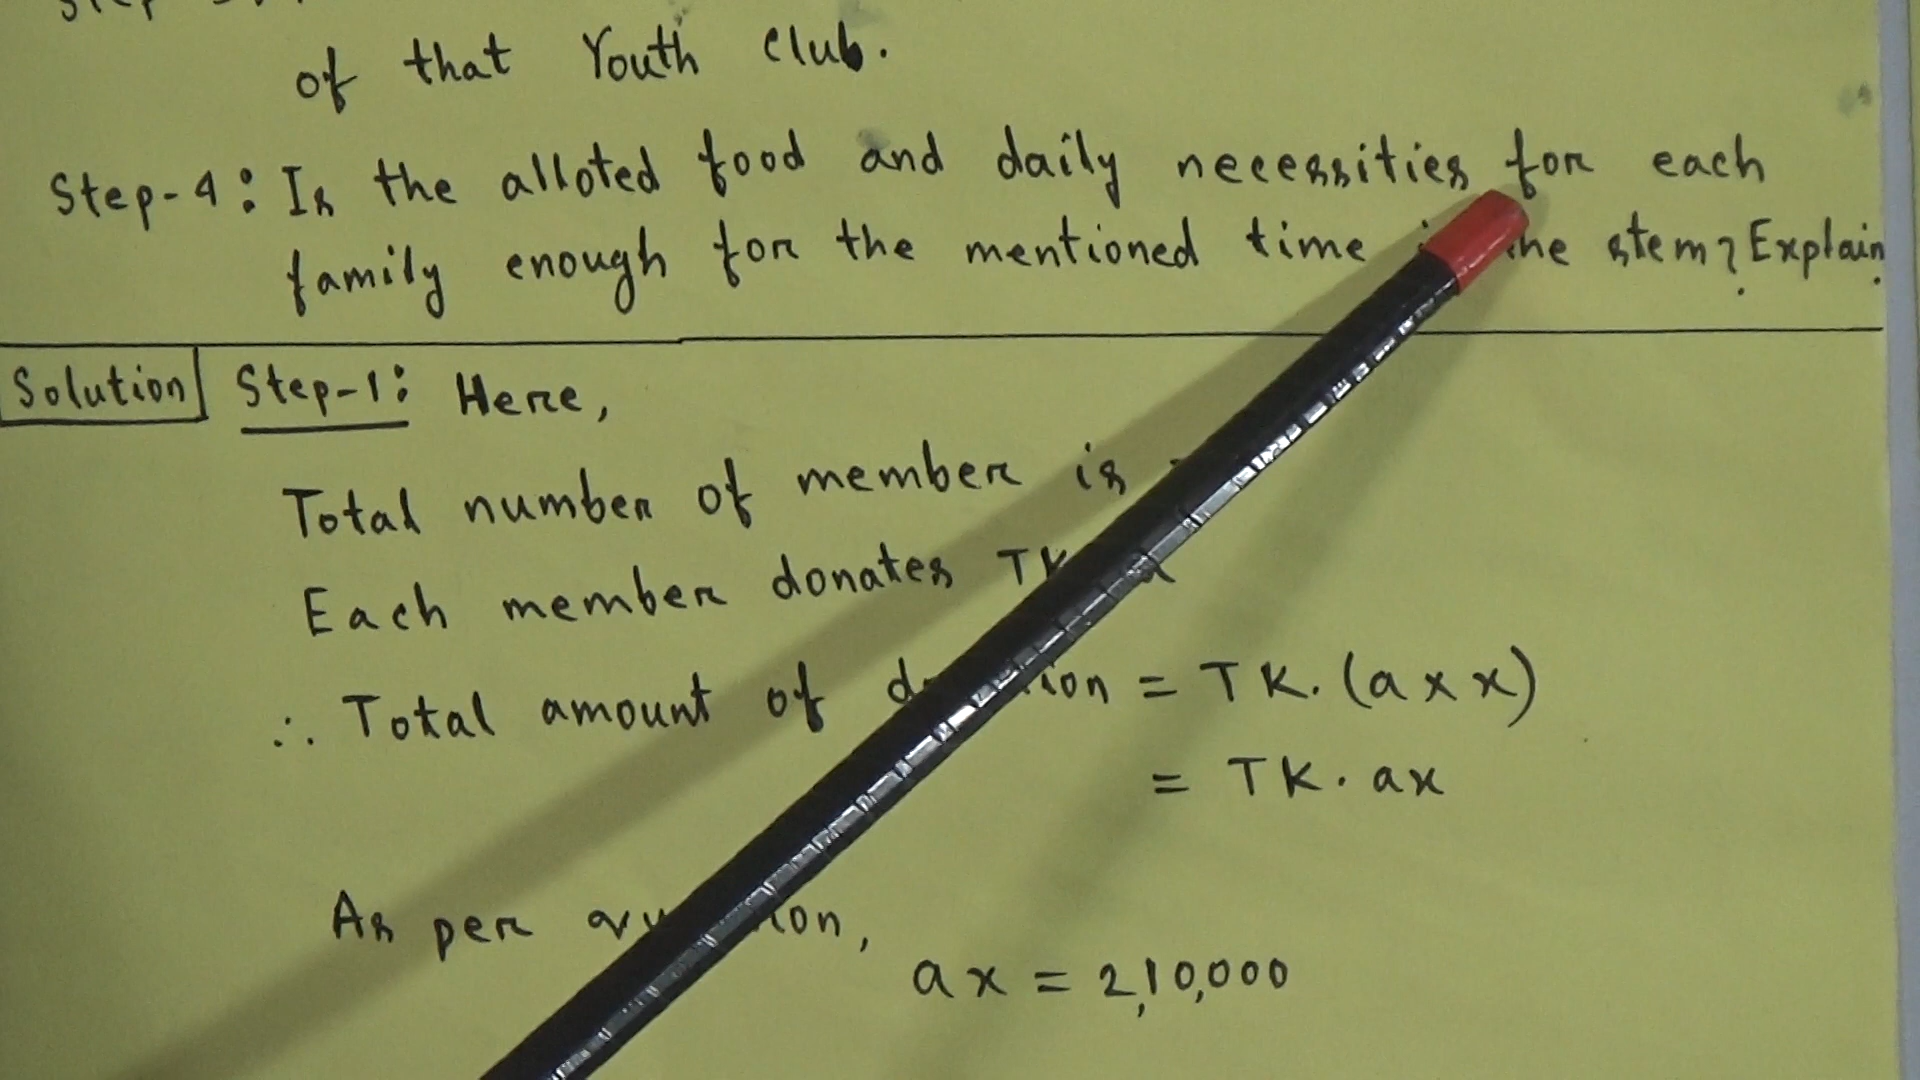 of that Youth Club.
Step-4: Is the alloted food and daily necessities for each
family enough for the mentioned time the stem? Explain.
Solution Step-1: Here,
Total number of member is
Each member donates TK
∴ Total amount of = TK. (a x x)
= TK. ax
As per
ax = 2,10,000